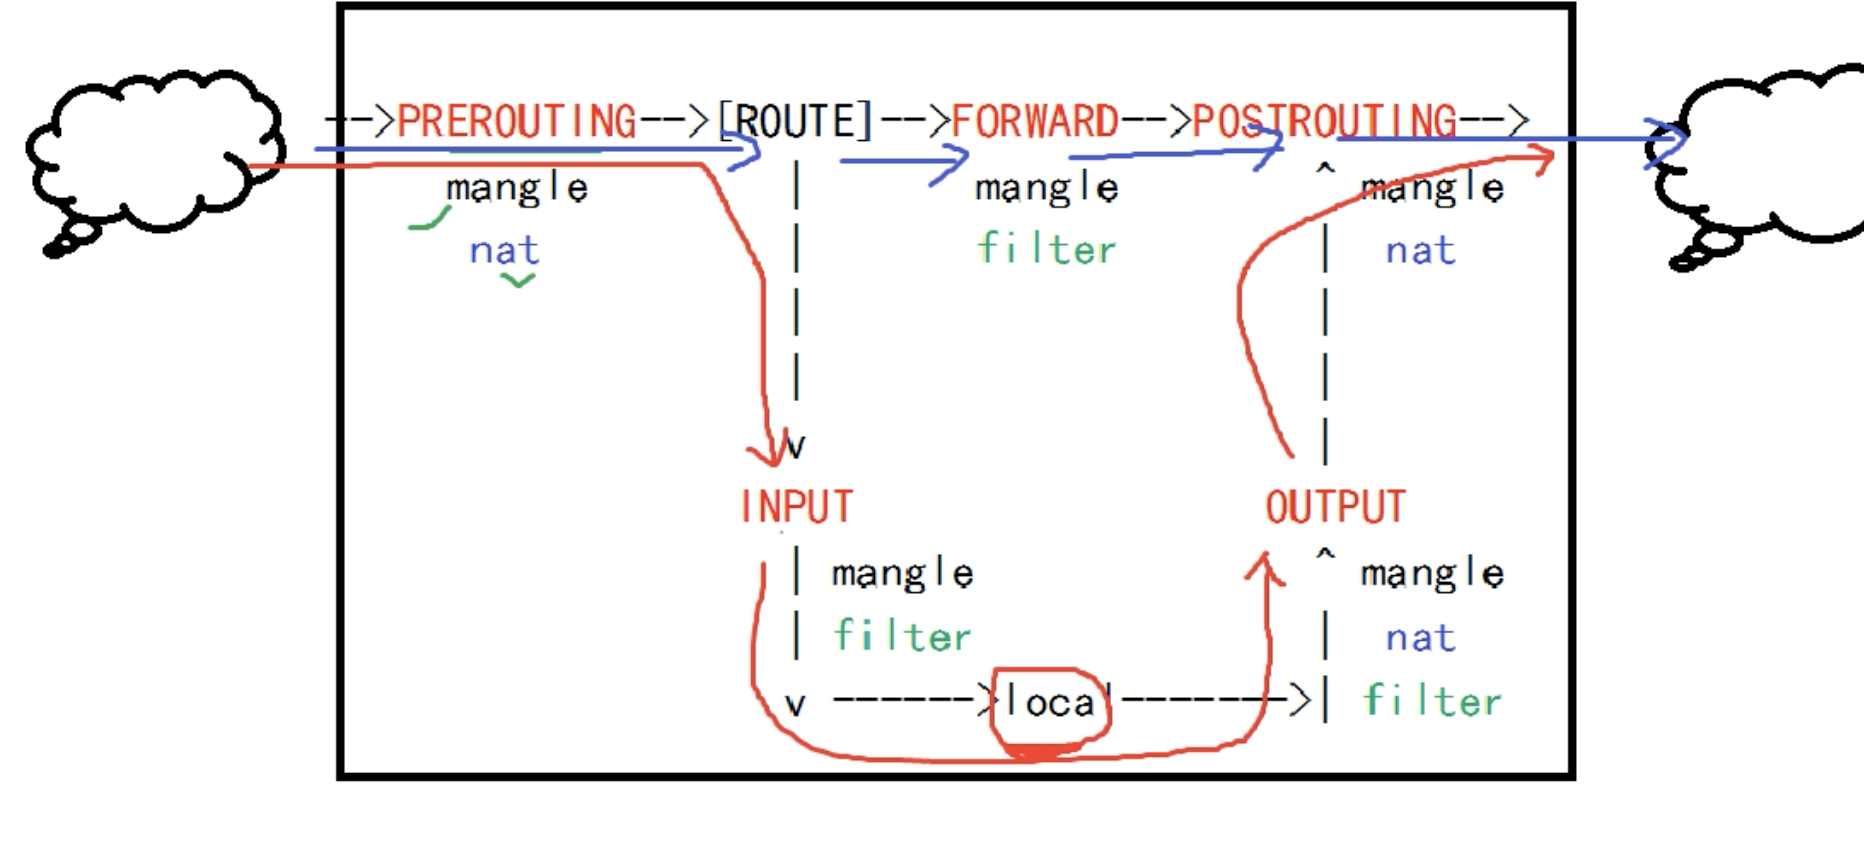 -->PREROUTING-->[ROUTE]-->FORWARD-->POSTROUTING-->
mangle | mangle ^ mangle
nat | filter | nat
| |
| |
v |
INPUT OUTPUT
| mangle ^ mangle
| filter | nat
v ------>local------->| filter